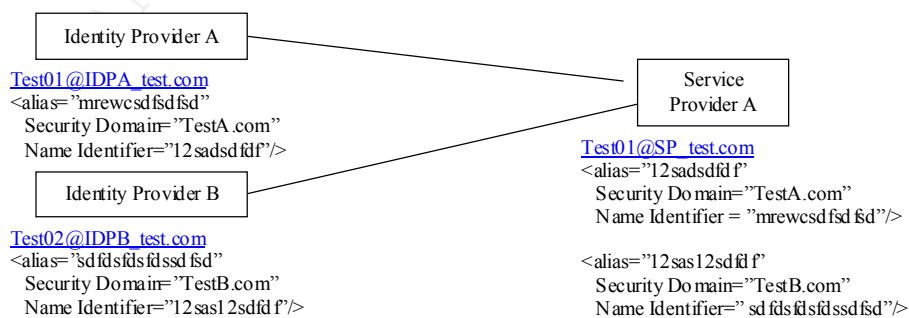 Identity Provider A
Test01@IDPA_test.com
<alias="mrewcsdfsdfsd"
Security Domain="TestA.com"
Name Identifier="12sadsdfdf"/>
Identity Provider B
Test02@IDPB_test.com
<alias="sdfdsfdsfdssdfsd"
Security Domain="TestB.com"
Name Identifier="12sas12sdfdf"/>
Service
Provider A
Test01@SP_test.com
<alias="12sadsdfdf"
Security Domain="TestA.com"
Name Identifier = "mrewcsdfsdfsd"/>
<alias="12sas12sdfdf"
Security Domain="TestB.com"
Name Identifier=" sdfdsfdsfdssdfsd"/>